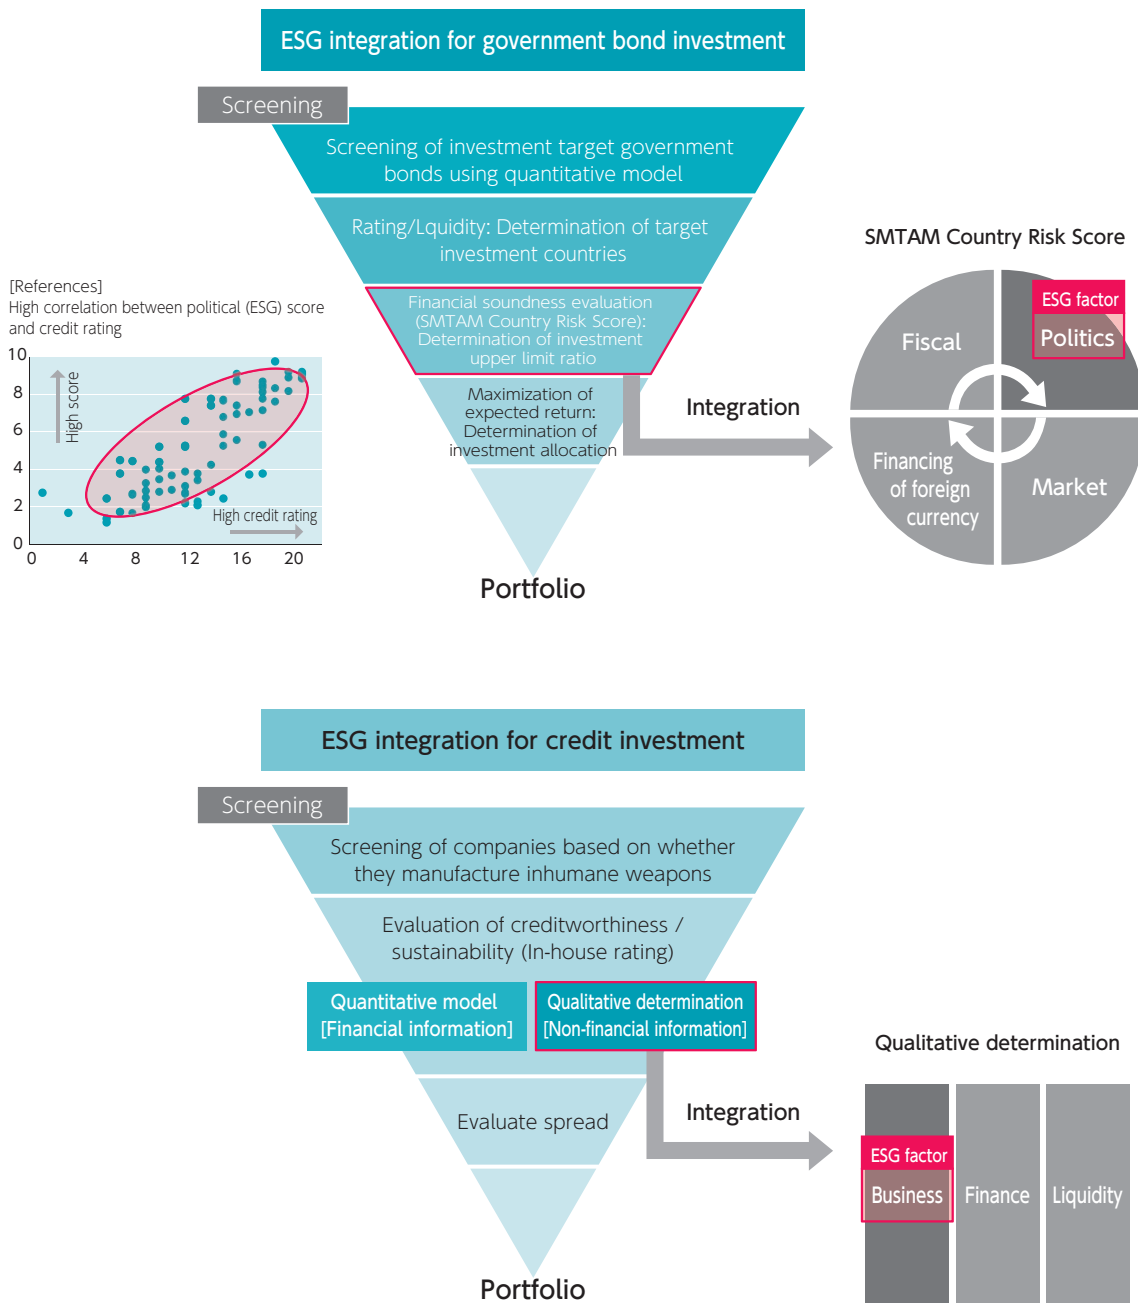 ESG integration for government bond investment
Screening
Screening of investment target government
bonds using quantitative model
Rating/Lquidity: Determination of target
investment countries
Financial soundness evaluation
(SMTAM Country Risk Score):
Determination of investment
upper limit ratio
Maximization of
expected return:
Determination of
investment allocation
Portfolio
Integration
SMTAM Country Risk Score
Fiscal
ESG factor
Politics
Financing
of foreign
currency
Market
[References]
High correlation between political (ESG) score
and credit rating
10
8
6
4
2
0
High score
High credit rating
0 4 8 12 16 20
ESG integration for credit investment
Screening
Screening of companies based on whether
they manufacture inhumane weapons
Evaluation of creditworthiness /
sustainability (In-house rating)
Quantitative model
[Financial information]
Qualitative determination
[Non-financial information]
Evaluate spread
Portfolio
Integration
Qualitative determination
ESG factor
Business
Finance
Liquidity